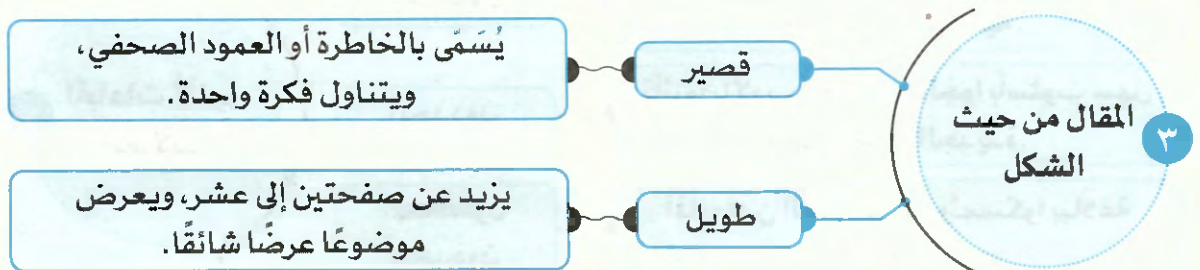 ٣
المقال من حيث
الشكل
قصير
يُسَمَّى بالخاطرة أو العمود الصحفي،
ويتناول فكرة واحدة.
طويل
يزيد عن صفحتين إلى عشر، ويعرض
موضوعًا عرضًا شائقًا.